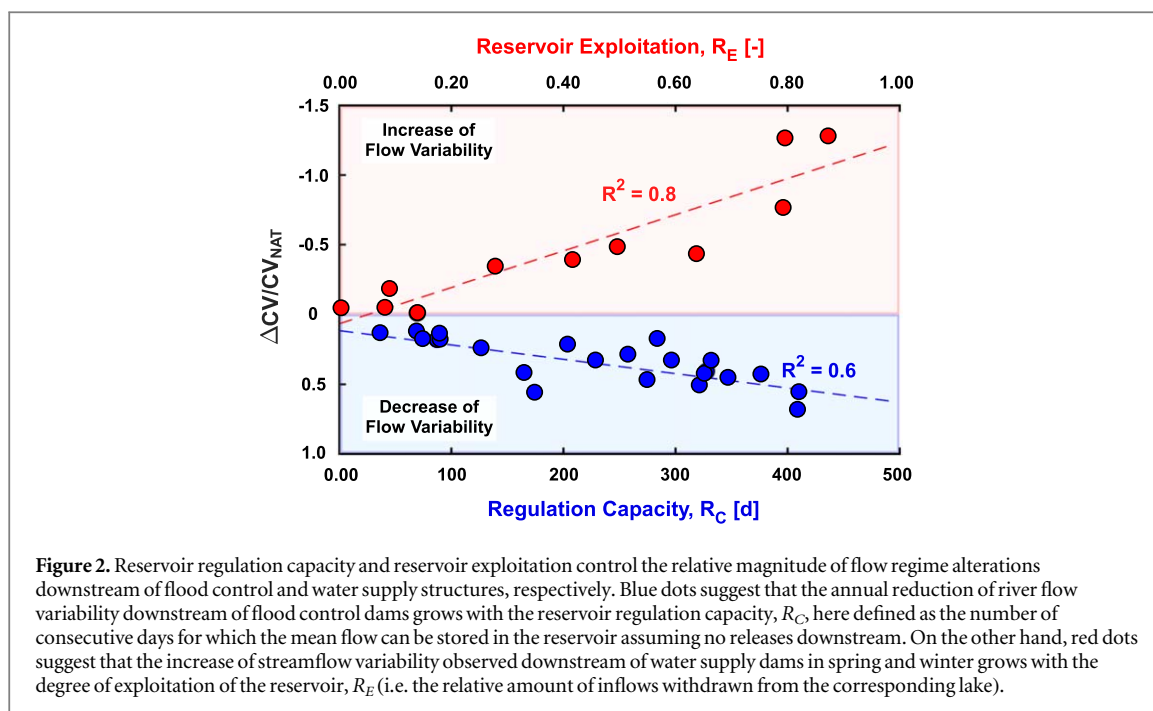 Reservoir Exploitation, R_E [-]
0.00 0.20 0.40 0.60 0.80 1.00
-1.5
Increase of
Flow Variability
-1.0
R² = 0.8
-0.5
ΔCV/CV_NAT
0
R² = 0.6
0.5
Decrease of
Flow Variability
1.0
0.00 100 200 300 400 500
Regulation Capacity, R_C [d]
Figure 2. Reservoir regulation capacity and reservoir exploitation control the relative magnitude of flow regime alterations
downstream of flood control and water supply structures, respectively. Blue dots suggest that the annual reduction of river flow
variability downstream of flood control dams grows with the reservoir regulation capacity, R_C, here defined as the number of
consecutive days for which the mean flow can be stored in the reservoir assuming no releases downstream. On the other hand, red dots
suggest that the increase of streamflow variability observed downstream of water supply dams in spring and winter grows with the
degree of exploitation of the reservoir, R_E (i.e. the relative amount of inflows withdrawn from the corresponding lake).